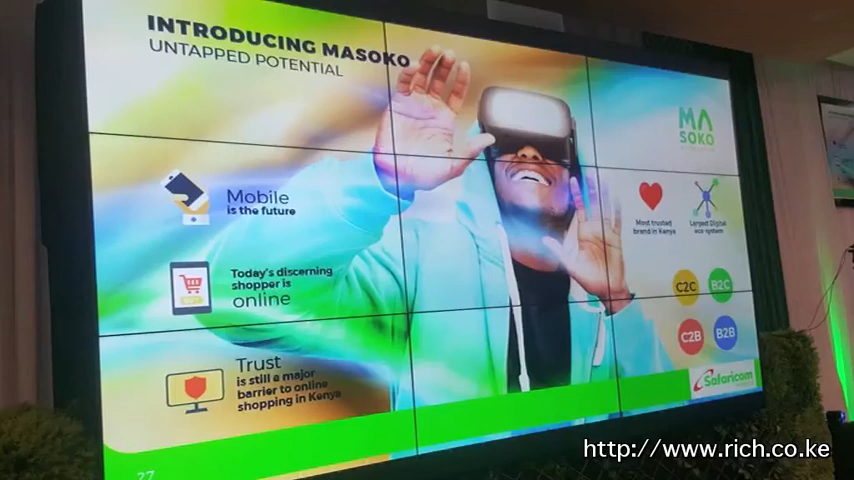 INTRODUCING MASOKO
UNTAPPED POTENTIAL
MA
SOKO
Mobile
is the future
Today's discerning
shopper is
online
Trust
is still a major
barrier to online
shopping in Kenya
Most trusted
brand in Kenya
Largest Digital
eco-system
C2C
B2C
C2B
B2B
Safaricom
27
http://www.rich.co.ke